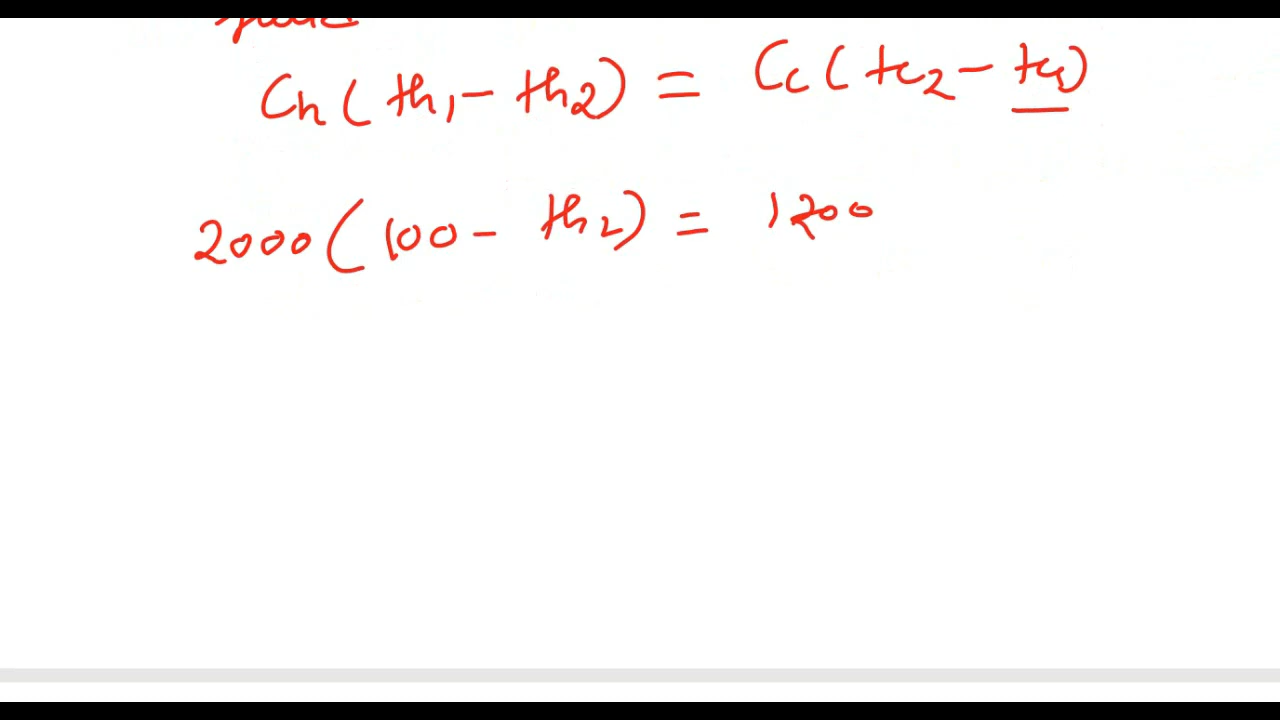 Ch ( th1 - th2 ) = Cc ( tc2 - tc1 )
2000 ( 100 - th2 ) = 1200